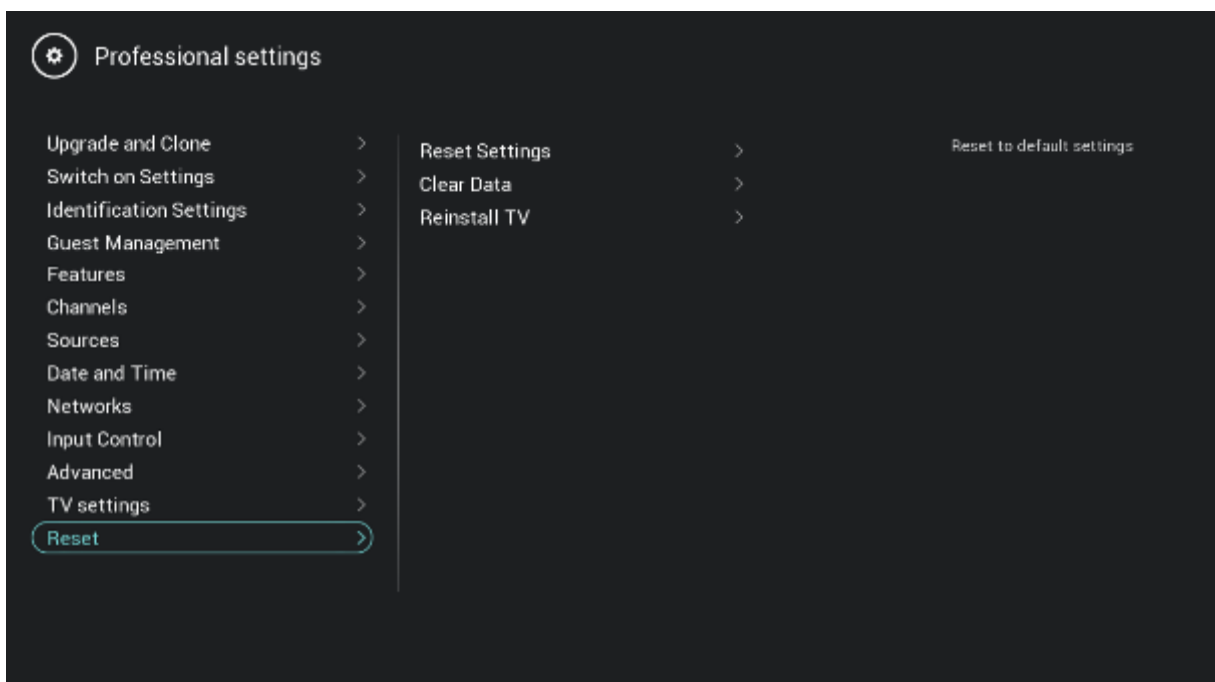 Professional settings
Upgrade and Clone
Switch on Settings
Identification Settings
Guest Management
Features
Channels
Sources
Date and Time
Networks
Input Control
Advanced
TV settings
Reset
Reset Settings
Clear Data
Reinstall TV
Reset to default settings